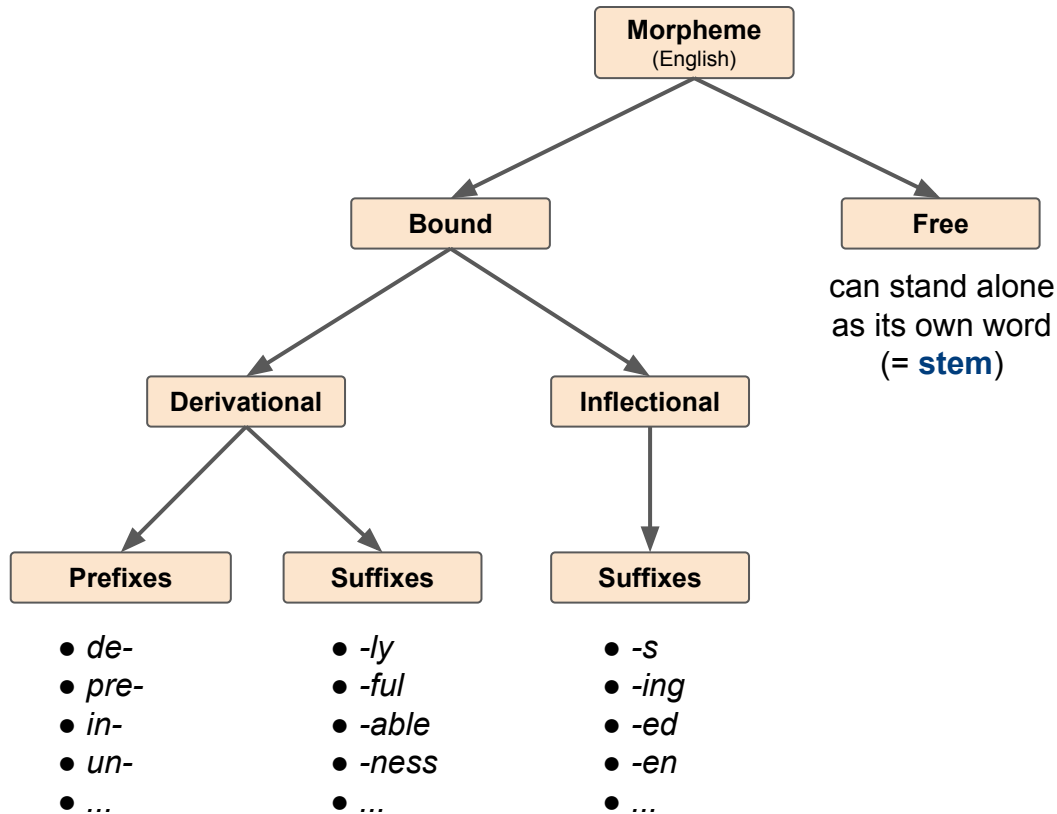 Morpheme
(English)
Bound
Free
can stand alone
as its own word
(= stem)
Derivational
Inflectional
Prefixes
Suffixes
Suffixes
● de-
● pre-
● in-
● un-
● ...
● -ly
● -ful
● -able
● -ness
● ...
● -s
● -ing
● -ed
● -en
● ...